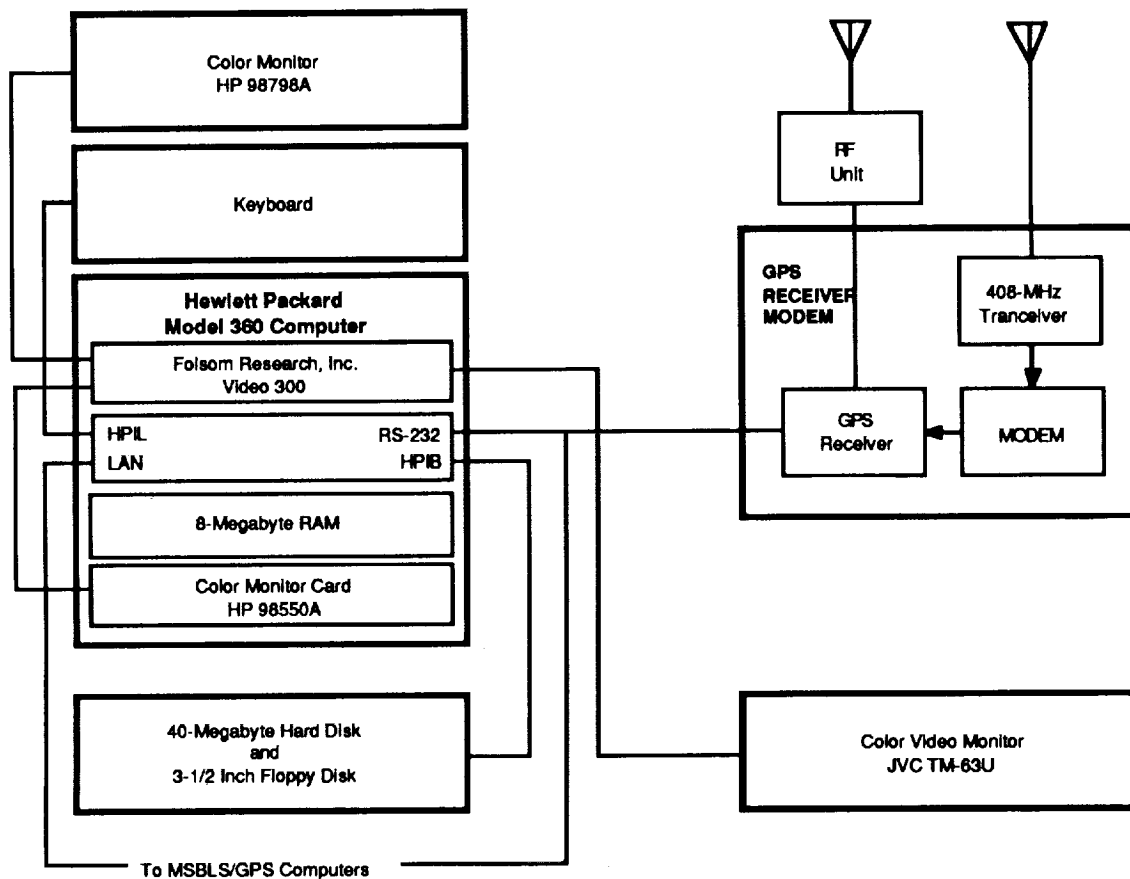 Color Monitor
HP 98798A
Keyboard
Hewlett Packard
Model 360 Computer
Folsom Research, Inc.
Video 300
HPIL
RS-232
LAN
HPIB
8-Megabyte RAM
Color Monitor Card
HP 98550A
40-Megabyte Hard Disk
and
3-1/2 Inch Floppy Disk
To MSBLS/GPS Computers
RF
Unit
GPS
RECEIVER
MODEM
408-MHz
Tranceiver
GPS
Receiver
MODEM
Color Video Monitor
JVC TM-63U